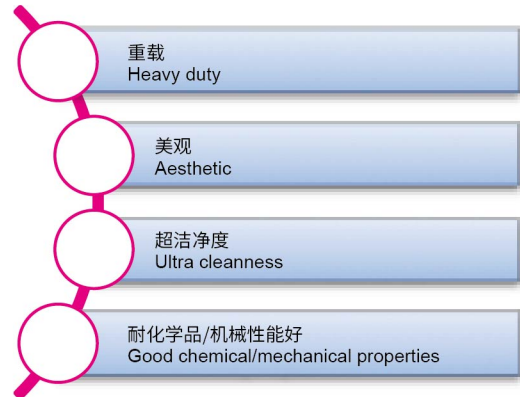 重载
Heavy duty
美观
Aesthetic
超洁净度
Ultra cleanness
耐化学品/机械性能好
Good chemical/mechanical properties